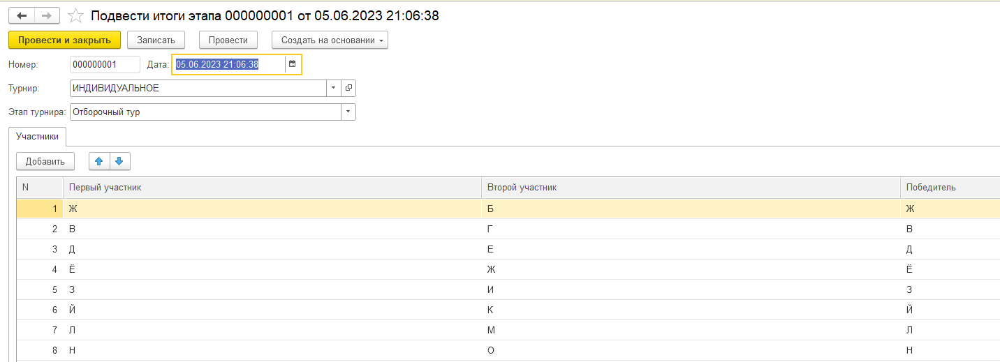 Подвести итоги этапа 000000001 от 05.06.2023 21:06:38
Провести и закрыть Записать Провести Создать на основании
Номер: 000000001 Дата: 05.06.2023 21:06:38
Турнир: ИНДИВИДУАЛЬНОЕ
Этап турнира: Отборочный тур
Участники
Добавить
N Первый участник Второй участник Победитель
1 Ж Б Ж
2 В Г В
3 Д Е Д
4 Ё Ж Ё
5 З И З
6 Й К Й
7 Л М Л
8 Н О Н